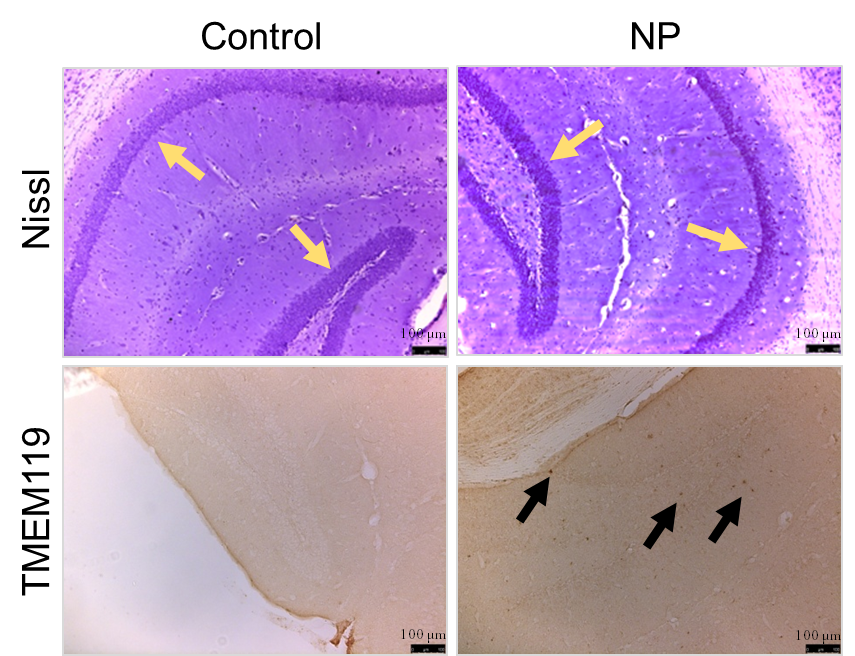 Control
NP
Nissl
100 μm
100 μm
TMEM119
100 μm
100 μm